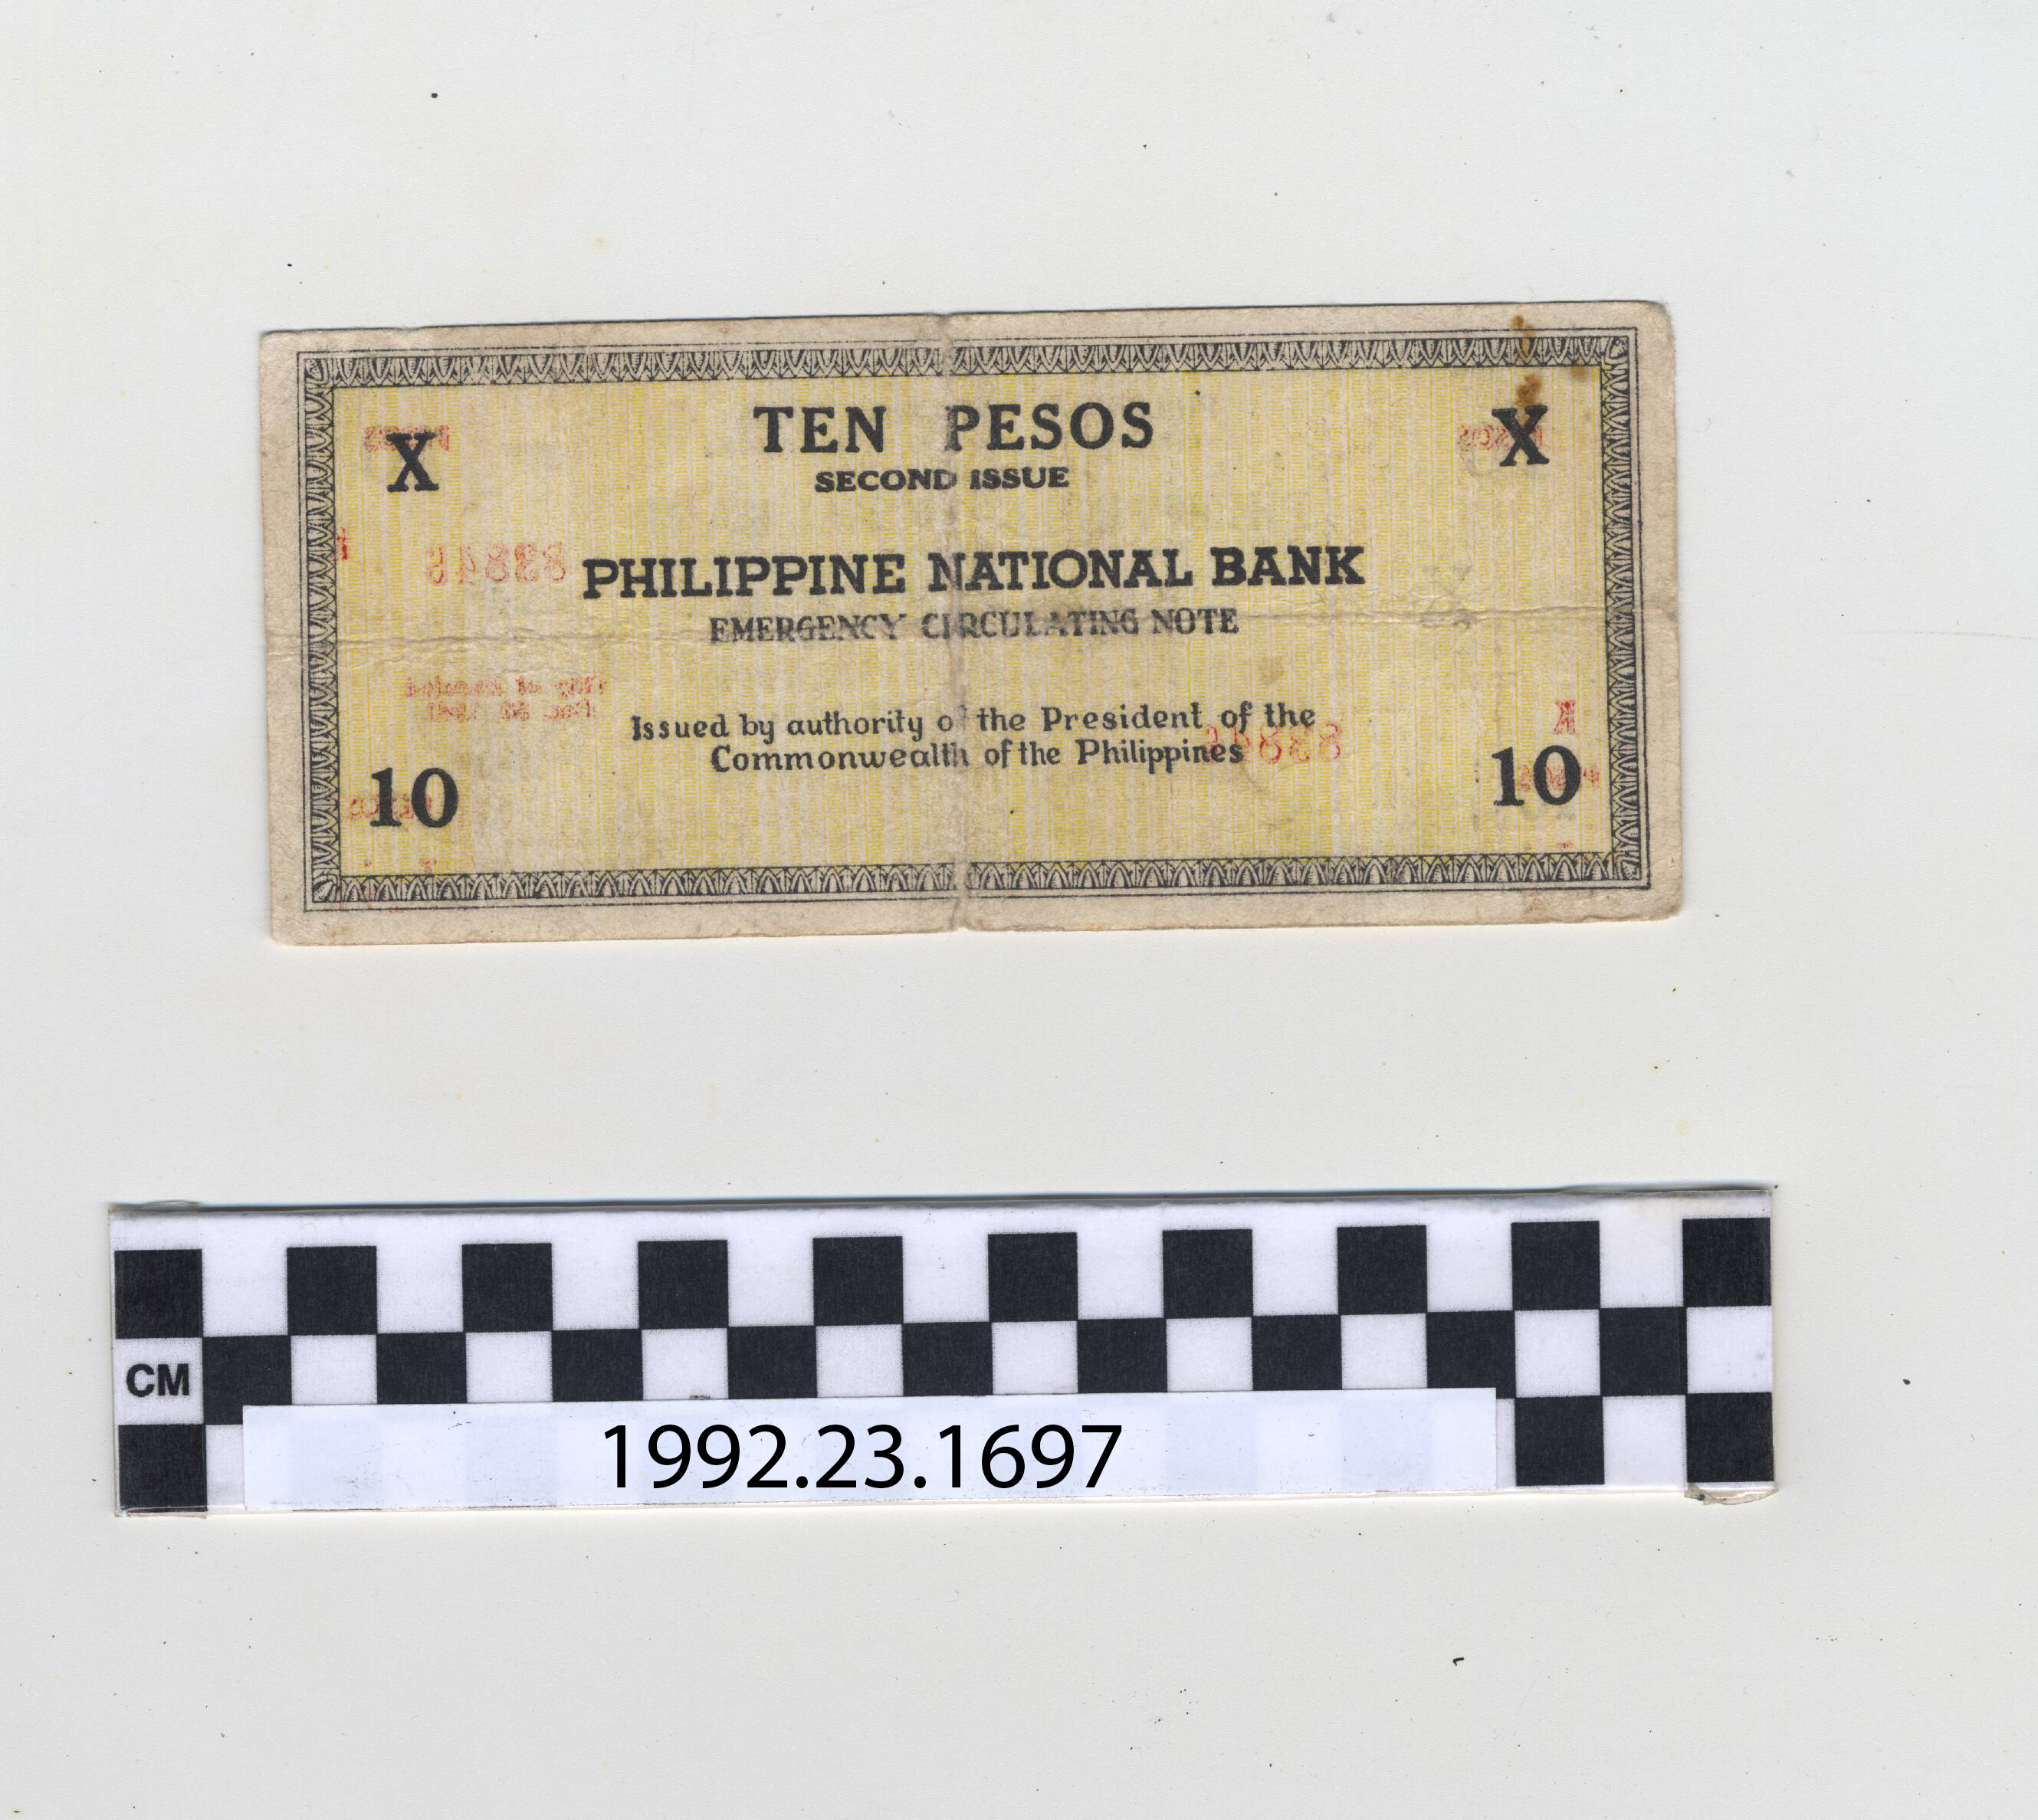 TEN PESOS
X X
SECOND ISSUE
PHILIPPINE NATIONAL BANK
EMERGENCY CIRCULATING NOTE
Issued by authority of the President of the
Commonwealth of the Philippines
10 10
CM
1992.23.1697